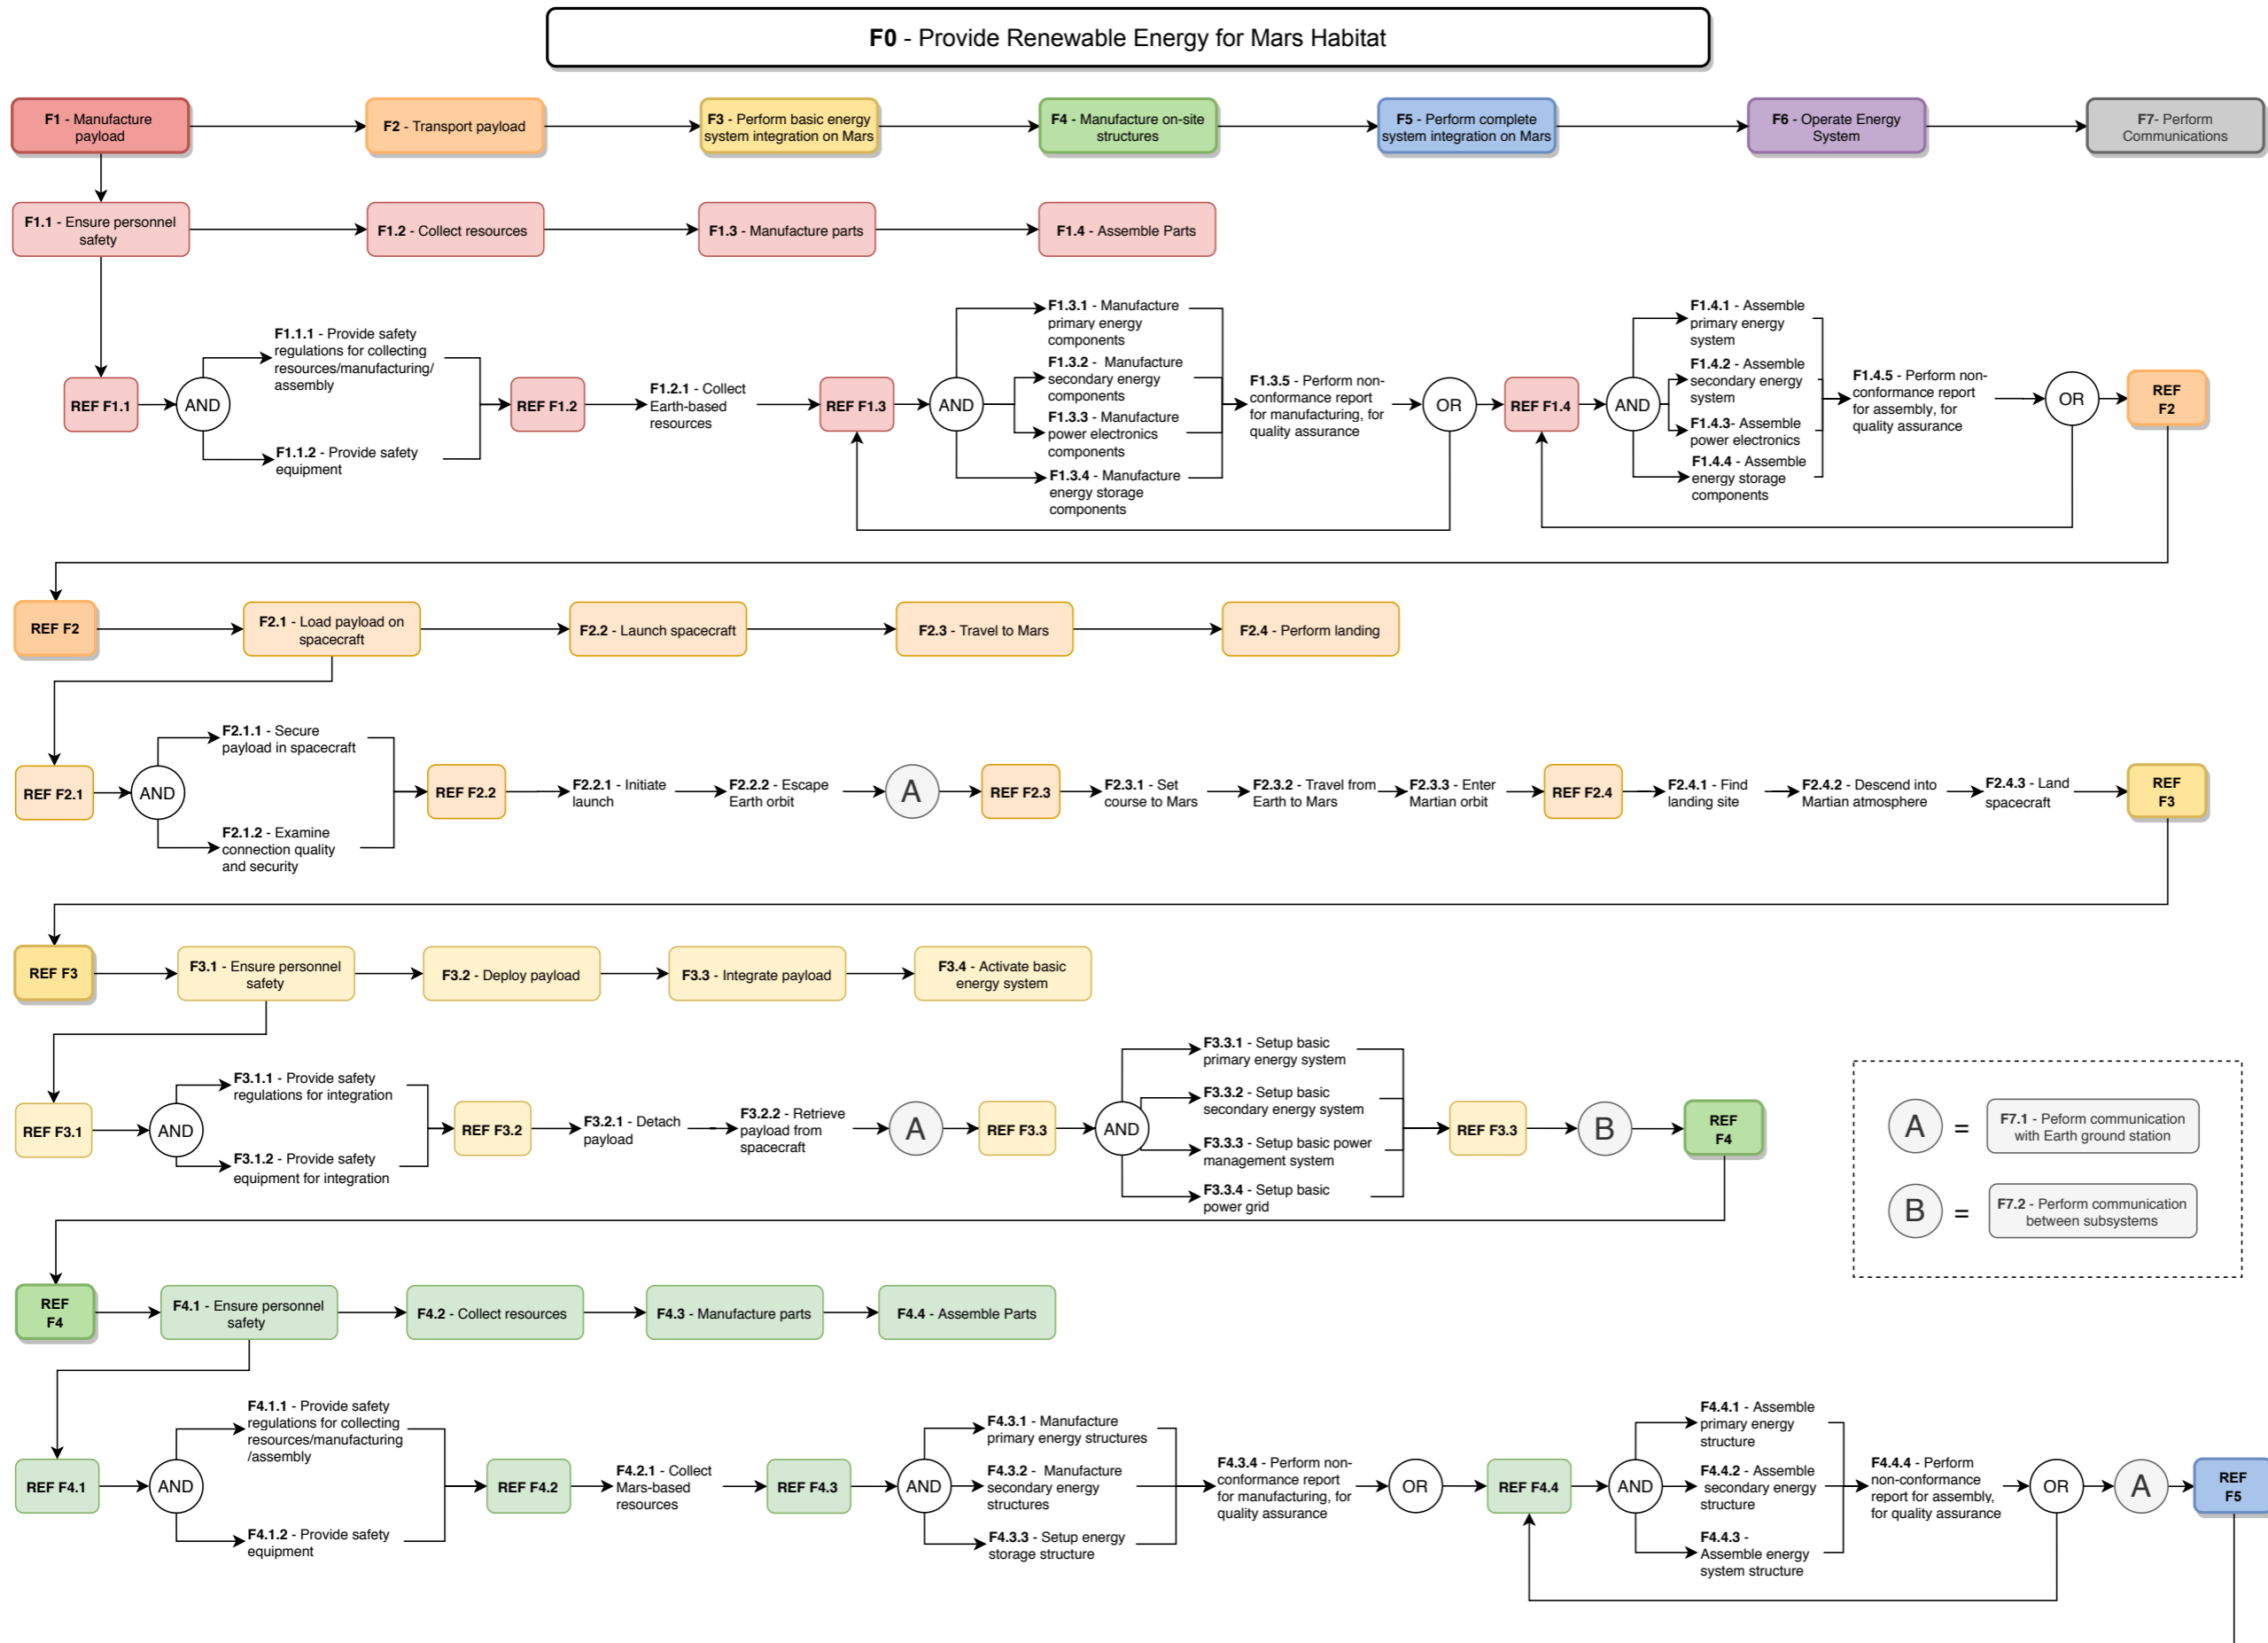 F0 - Provide Renewable Energy for Mars Habitat
F1 - Manufacture
payload
F2 - Transport payload
F3 - Perform basic energy
system integration on Mars
F4 - Manufacture on-site
structures
F5 - Perform complete
system integration on Mars
F6 - Operate Energy
System
F7- Perform
Communications
F1.1 - Ensure personnel
safety
F1.2 - Collect resources
F1.3 - Manufacture parts
F1.4 - Assemble Parts
REF F1.1
AND
F1.1.1 - Provide safety
regulations for collecting
resources/manufacturing/
assembly
F1.1.2 - Provide safety
equipment
REF F1.2
F1.2.1 - Collect
Earth-based
resources
REF F1.3
AND
F1.3.1 - Manufacture
primary energy
components
F1.3.2 - Manufacture
secondary energy
components
F1.3.3 - Manufacture
power electronics
components
F1.3.4 - Manufacture
energy storage
components
F1.3.5 - Perform non-
conformance report
for manufacturing, for
quality assurance
OR
REF F1.4
AND
F1.4.1 - Assemble
primary energy
system
F1.4.2 - Assemble
secondary energy
system
F1.4.3- Assemble
power electronics
F1.4.4 - Assemble
energy storage
components
F1.4.5 - Perform non-
conformance report
for assembly, for
quality assurance
OR
REF
F2
REF F2
F2.1 - Load payload on
spacecraft
F2.2 - Launch spacecraft
F2.3 - Travel to Mars
F2.4 - Perform landing
REF F2.1
AND
F2.1.1 - Secure
payload in spacecraft
F2.1.2 - Examine
connection quality
and security
REF F2.2
F2.2.1 - Initiate
launch
F2.2.2 - Escape
Earth orbit
A
REF F2.3
F2.3.1 - Set
course to Mars
F2.3.2 - Travel from
Earth to Mars
F2.3.3 - Enter
Martian orbit
REF F2.4
F2.4.1 - Find
landing site
F2.4.2 - Descend into
Martian atmosphere
F2.4.3 - Land
spacecraft
REF
F3
REF F3
F3.1 - Ensure personnel
safety
F3.2 - Deploy payload
F3.3 - Integrate payload
F3.4 - Activate basic
energy system
REF F3.1
AND
F3.1.1 - Provide safety
regulations for integration
F3.1.2 - Provide safety
equipment for integration
REF F3.2
F3.2.1 - Detach
payload
F3.2.2 - Retrieve
payload from
spacecraft
A
REF F3.3
AND
F3.3.1 - Setup basic
primary energy system
F3.3.2 - Setup basic
secondary energy system
F3.3.3 - Setup basic power
management system
F3.3.4 - Setup basic
power grid
REF F3.3
B
REF
F4
A = F7.1 - Peform communication
with Earth ground station
B = F7.2 - Perform communication
between subsystems
REF
F4
F4.1 - Ensure personnel
safety
F4.2 - Collect resources
F4.3 - Manufacture parts
F4.4 - Assemble Parts
REF F4.1
AND
F4.1.1 - Provide safety
regulations for collecting
resources/manufacturing
/assembly
F4.1.2 - Provide safety
equipment
REF F4.2
F4.2.1 - Collect
Mars-based
resources
REF F4.3
AND
F4.3.1 - Manufacture
primary energy structures
F4.3.2 - Manufacture
secondary energy
structures
F4.3.3 - Setup energy
storage structure
F4.3.4 - Perform non-
conformance report
for manufacturing, for
quality assurance
OR
REF F4.4
AND
F4.4.1 - Assemble
primary energy
structure
F4.4.2 - Assemble
secondary energy
structure
F4.4.3 -
Assemble energy
system structure
F4.4.4 - Perform
non-conformance
report for assembly,
for quality assurance
OR
A
REF
F5